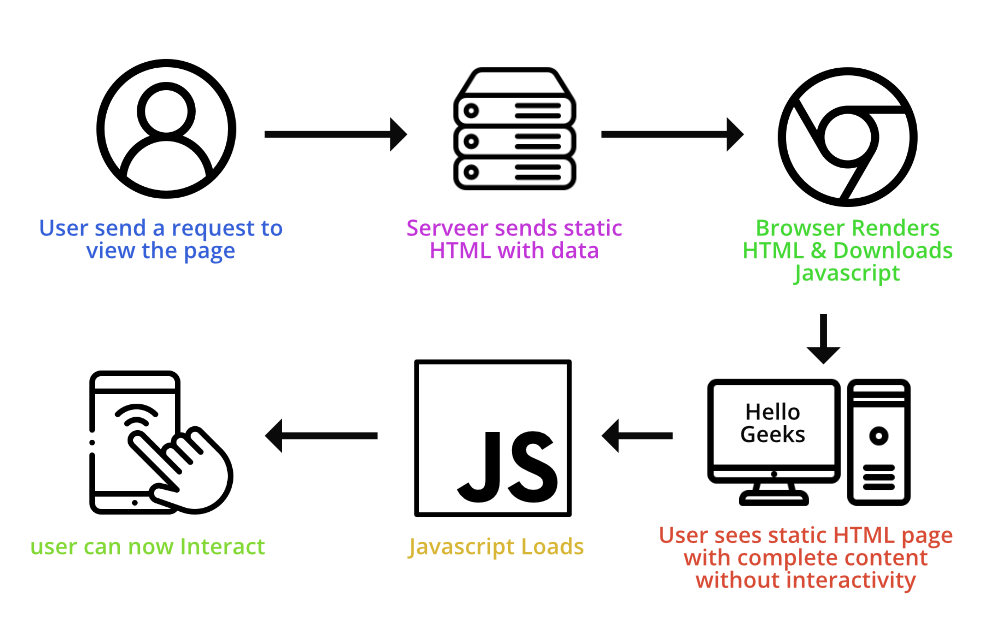 User send a request to
view the page
Serveer sends static
HTML with data
Browser Renders
HTML & Downloads
Javascript
Hello
Geeks
User sees static HTML page
with complete content
without interactivity
JS
Javascript Loads
user can now Interact